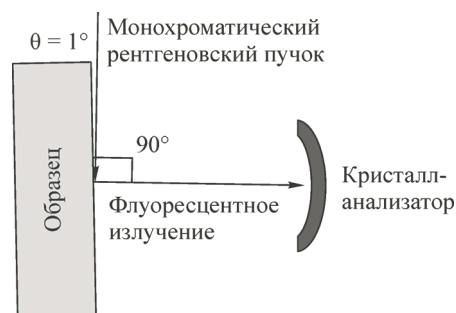 θ = 1°
Монохроматический
рентгеновский пучок
90°
Образец
Флуоресцентное
излучение
Кристалл-
анализатор